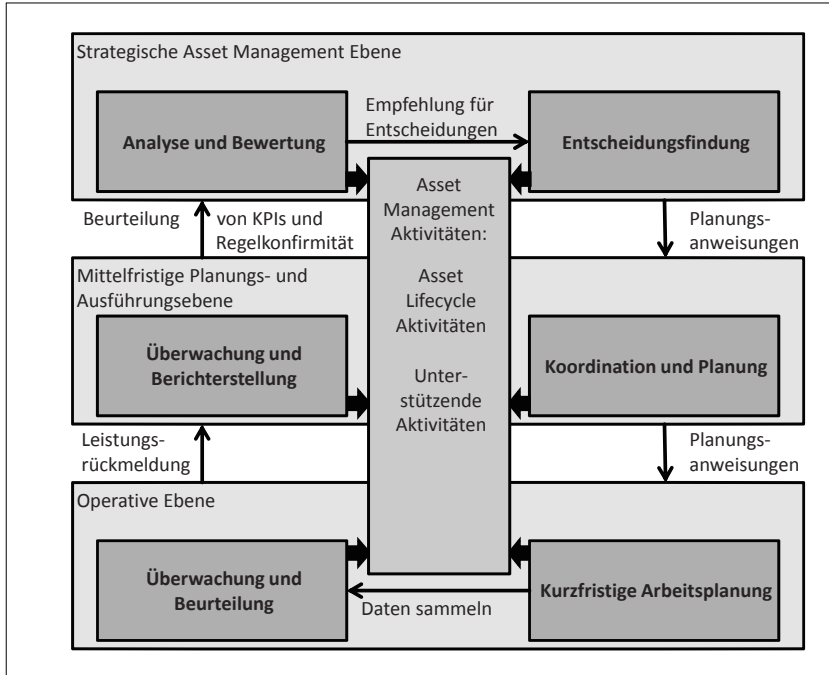 Strategische Asset Management Ebene
Analyse und Bewertung
Empfehlung für
Entscheidungen
Entscheidungsfindung
Asset
Management
Aktivitäten:
Asset
Lifecycle
Aktivitäten
Unter-
stützende
Aktivitäten
Beurteilung
von KPIs und
Regelkonfirmität
Planungs-
anweisungen
Mittelfristige Planungs- und
Ausführungsebene
Überwachung und
Berichterstellung
Koordination und Planung
Leistungs-
rückmeldung
Planungs-
anweisungen
Operative Ebene
Überwachung und
Beurteilung
Daten sammeln
Kurzfristige Arbeitsplanung